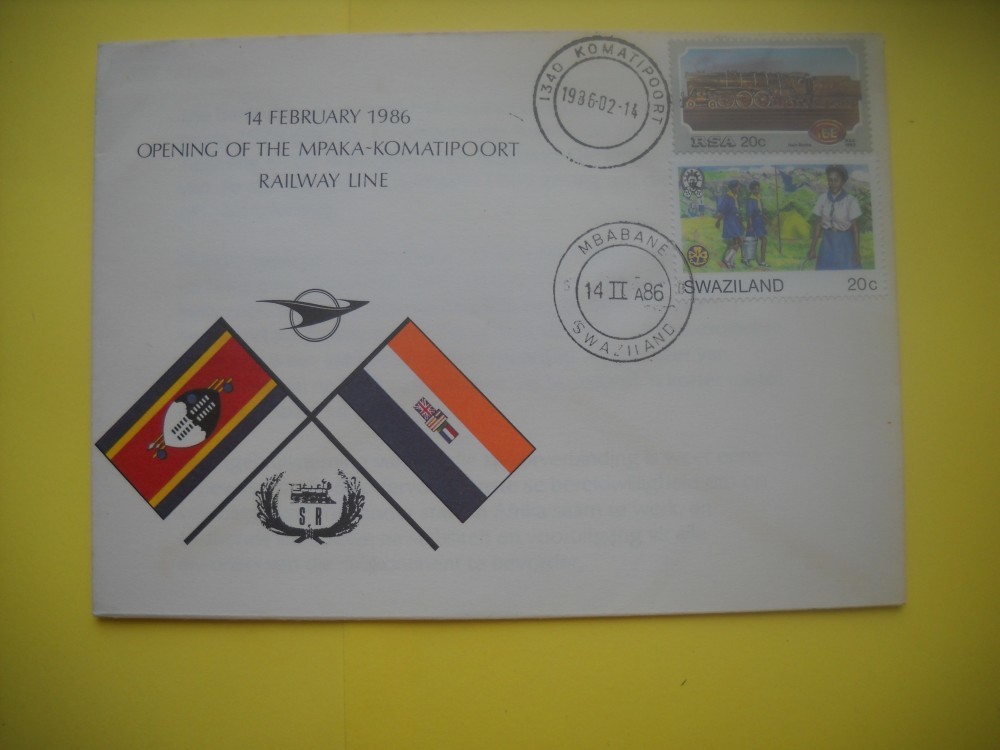 14 FEBRUARY 1986
OPENING OF THE MPAKA-KOMATIPOORT
RAILWAY LINE
1340 KOMATIPOORT
1986-02-14
RSA 20c
MBABANE
14 II A86
SWAZILAND
SWAZILAND 20c
S.R